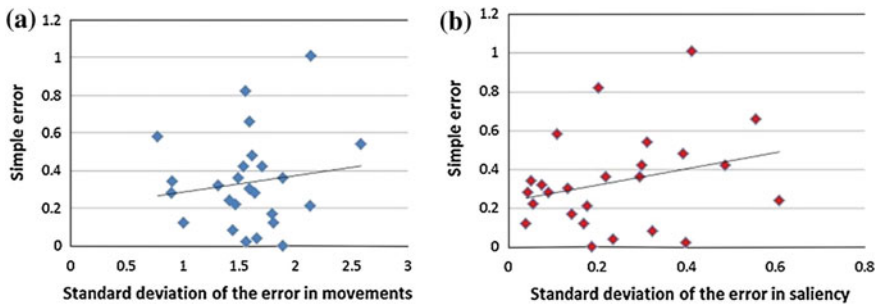 (a)
Simple error
1.2
1
0.8
0.6
0.4
0.2
0
0 0.5 1 1.5 2 2.5 3
Standard deviation of the error in movements
(b)
Simple error
1.2
1
0.8
0.6
0.4
0.2
0
0 0.2 0.4 0.6 0.8
Standard deviation of the error in saliency